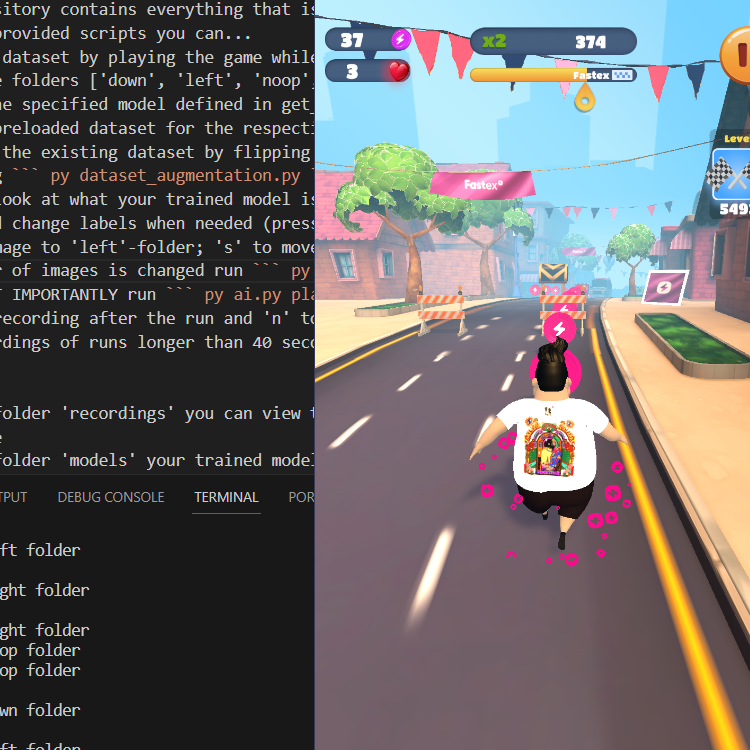 sitory contains everything that is
provided scripts you can...
dataset by playing the game while
folders ['down', 'left', 'noop',
he specified model defined in get_
preloaded dataset for the respecti
the existing dataset by flipping
``` py dataset_augmentation.py
look at what your trained model is
d change labels when needed (press
mage to 'left'-folder; 's' to move
r of images is changed run ``` py
IMPORTANTLY run ``` py ai.py pla
recording after the run and 'n' to
rdings of runs longer than 40 seco
folder 'recordings' you can view t
folder 'models' your trained model
TPUT DEBUG CONSOLE TERMINAL POR
ft folder
ght folder
ght folder
op folder
op folder
wn folder
ft folder
37
x2 374
3
Fastex
Level
549
Fastex